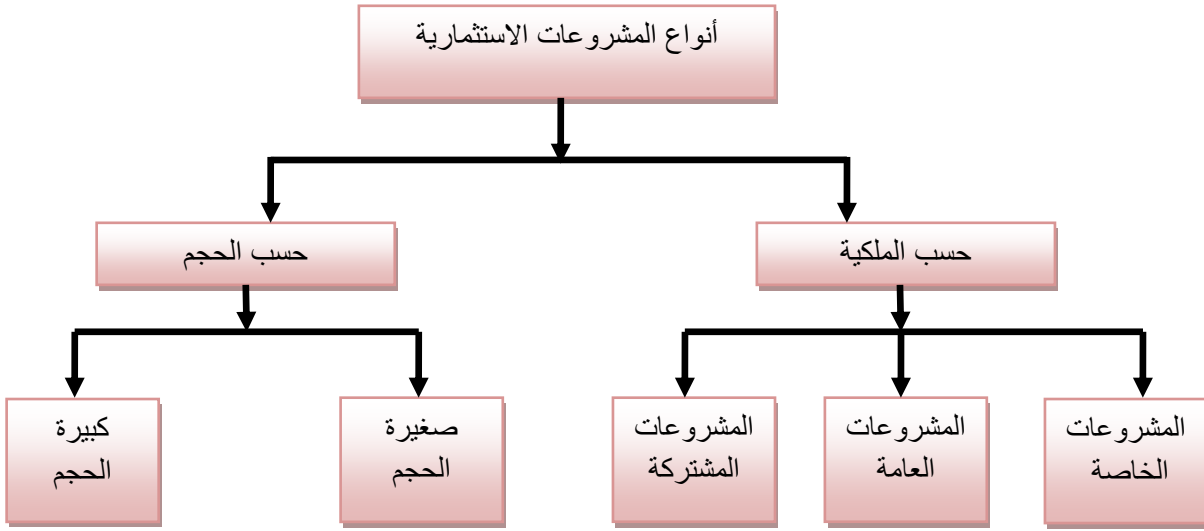 أنواع المشروعات الاستثمارية
حسب الملكية
حسب الحجم
المشروعات
الخاصة
المشروعات
العامة
المشروعات
المشتركة
صغيرة
الحجم
كبيرة
الحجم